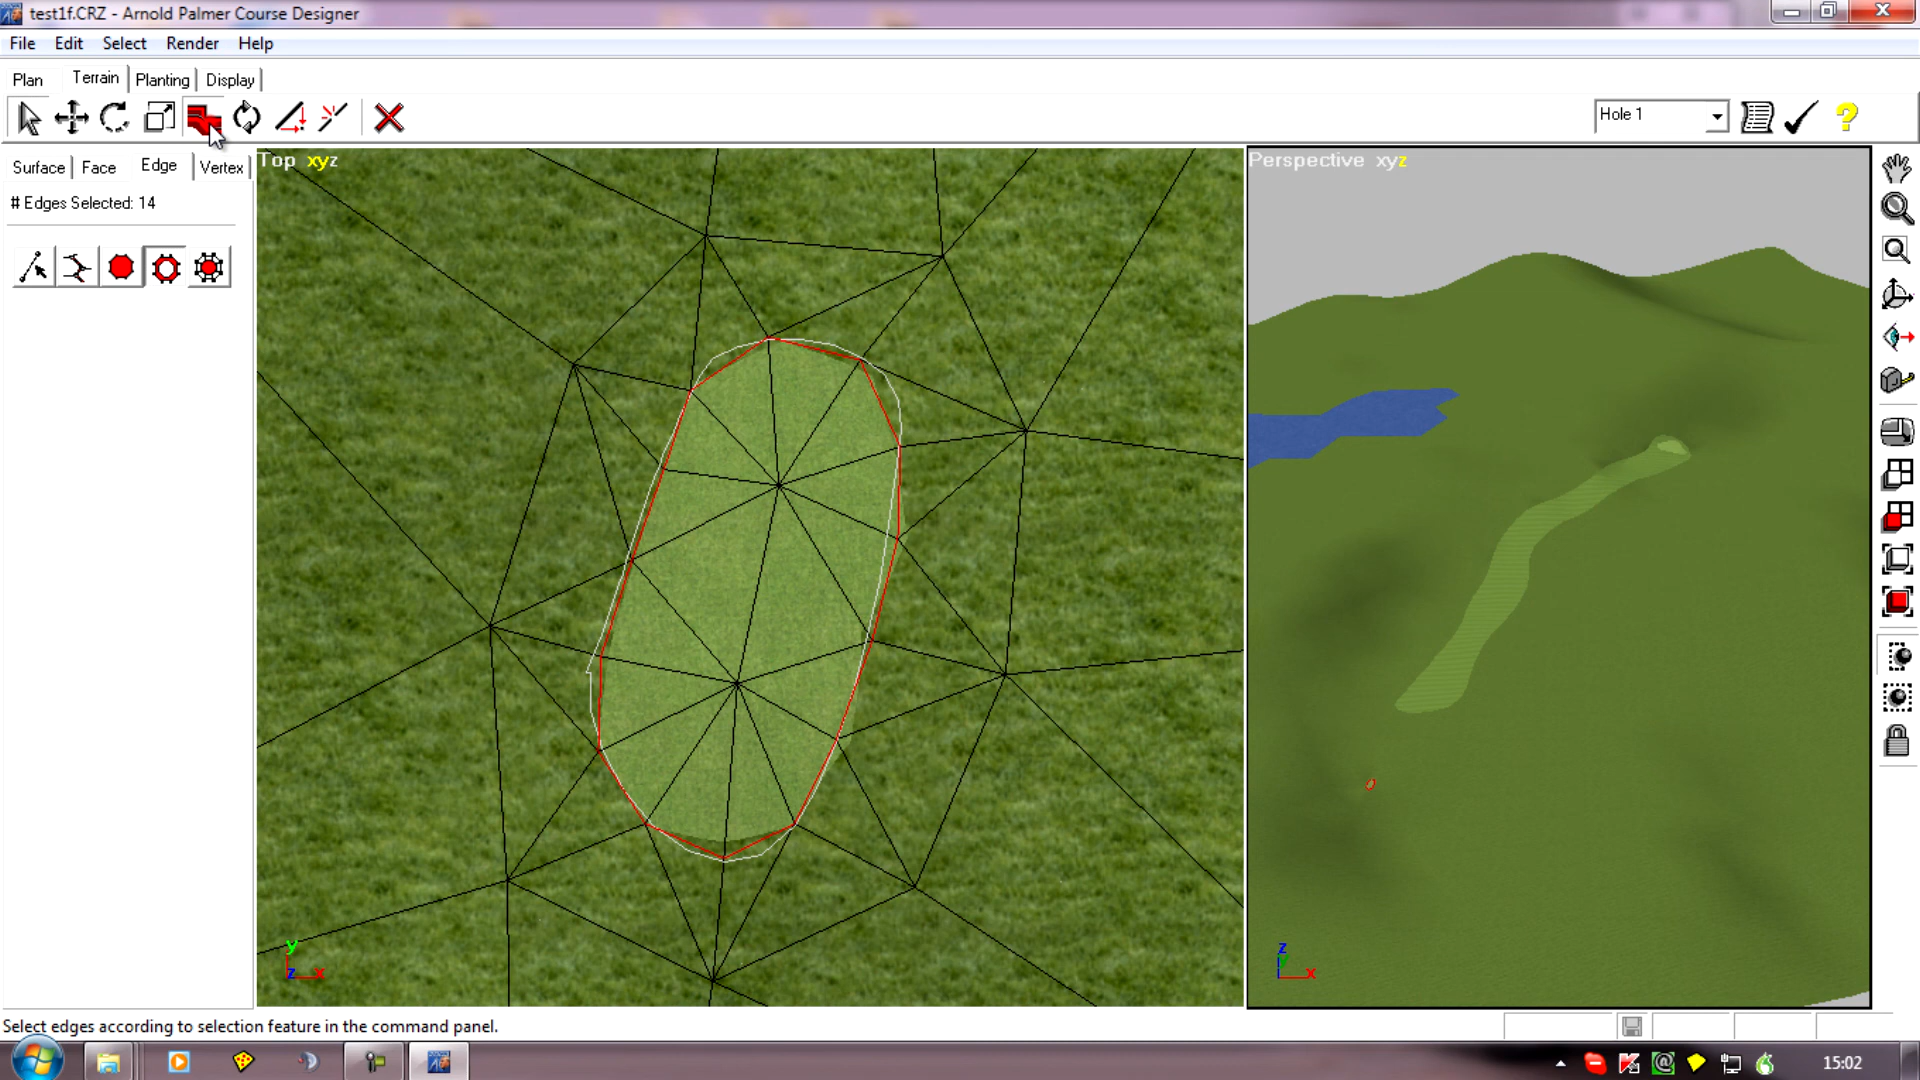 test1f.CRZ - Arnold Palmer Course Designer
File Edit Select Render Help
Plan Terrain Planting Display
Hole 1
?
Surface Face Edge Vertex
# Edges Selected: 14
Top xyz
Perspective xyz
y
z x
z
y
x
Select edges according to selection feature in the command panel.
15:02